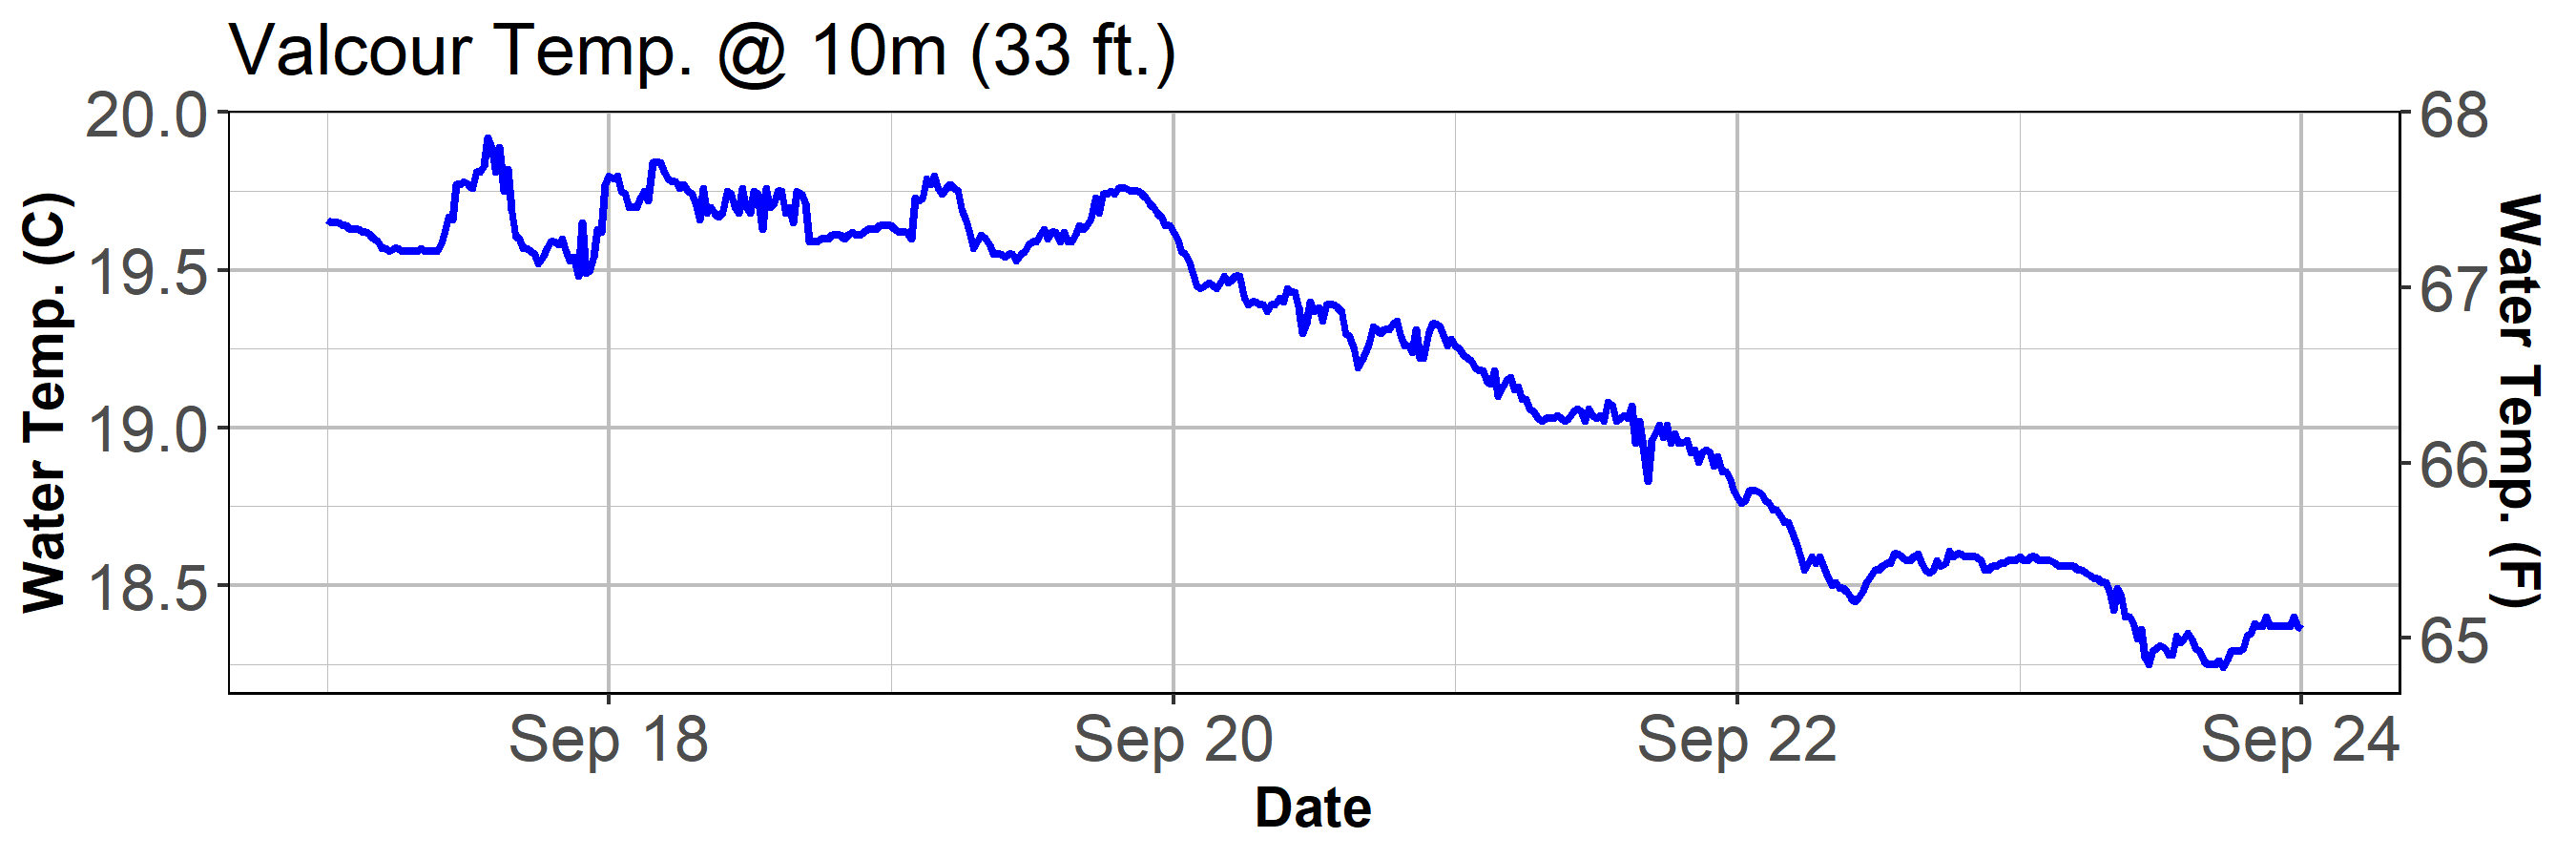 Valcour Temp. @ 10m (33 ft.)
20.0
19.5
19.0
18.5
Water Temp. (C)
68
67
66
65
Water Temp. (F)
Sep 18
Sep 20
Sep 22
Sep 24
Date